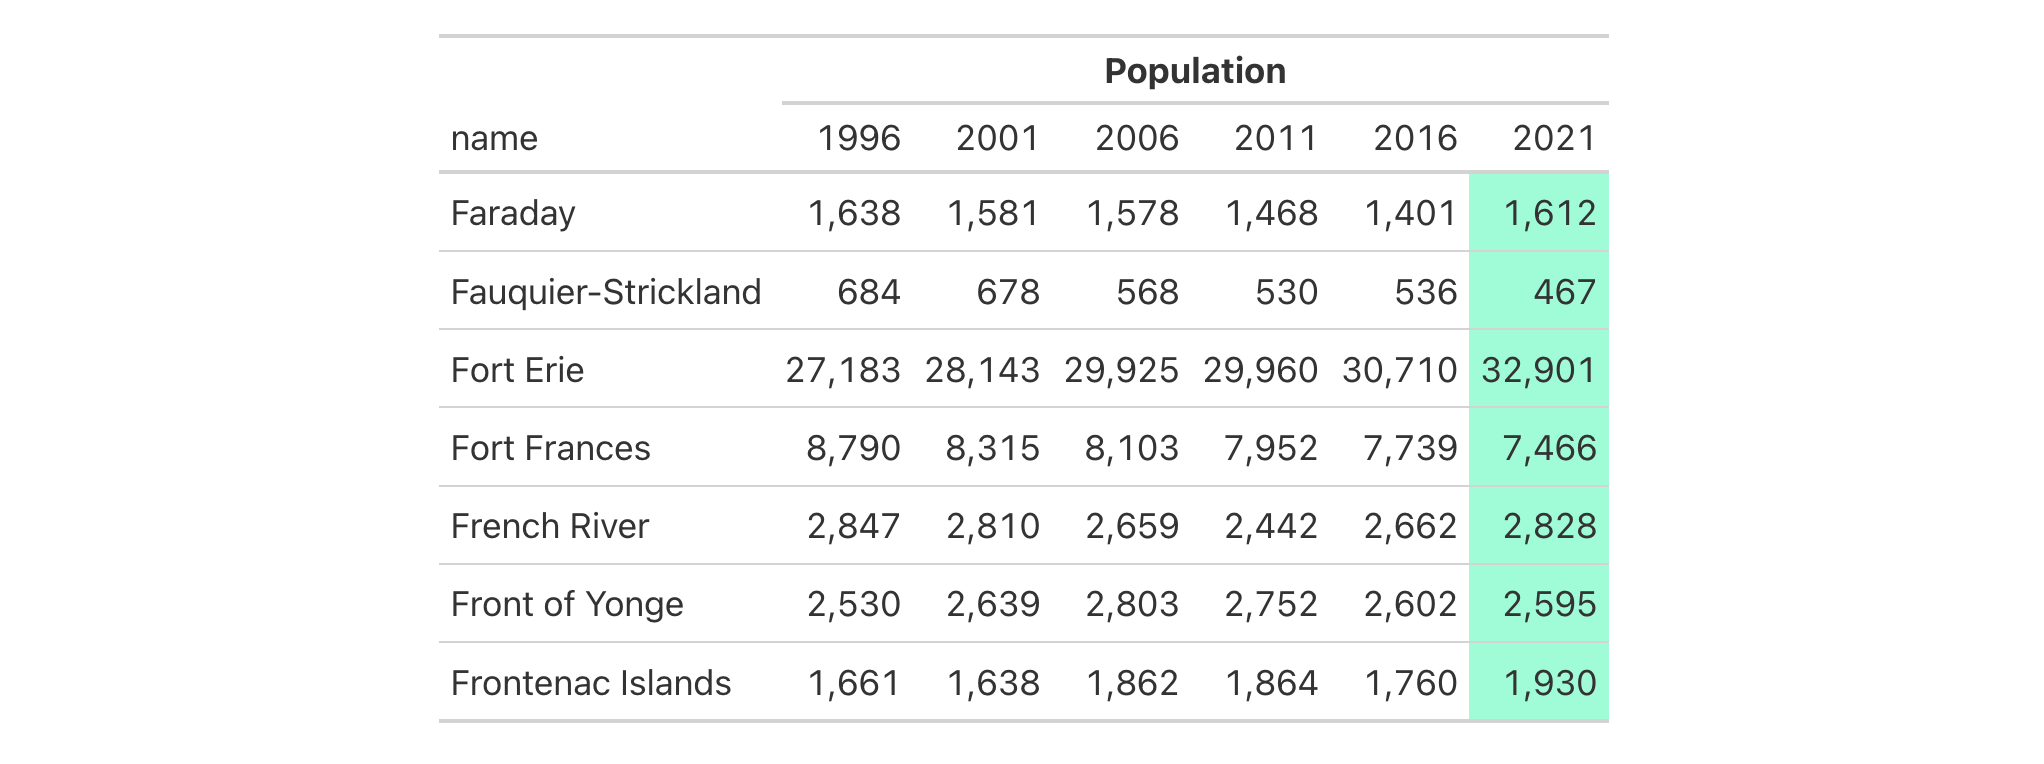 Population
name 1996 2001 2006 2011 2016 2021
Faraday 1,638 1,581 1,578 1,468 1,401 1,612
Fauquier-Strickland 684 678 568 530 536 467
Fort Erie 27,183 28,143 29,925 29,960 30,710 32,901
Fort Frances 8,790 8,315 8,103 7,952 7,739 7,466
French River 2,847 2,810 2,659 2,442 2,662 2,828
Front of Yonge 2,530 2,639 2,803 2,752 2,602 2,595
Frontenac Islands 1,661 1,638 1,862 1,864 1,760 1,930